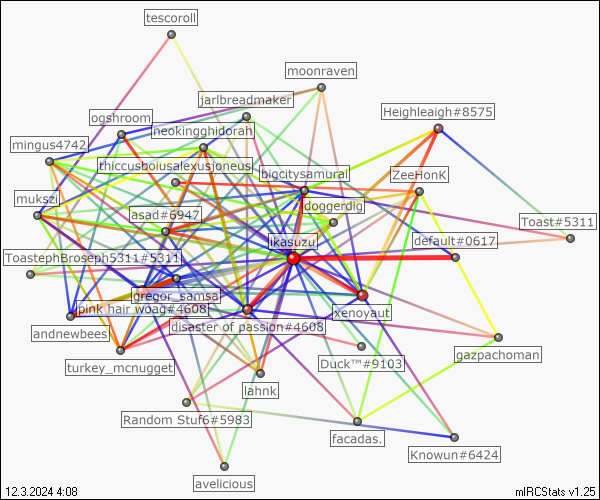 tescoroll
moonraven
jarlbreadmaker
Heighleaigh#8575
ogshroom
neokingghidorah
mingus4742
thiccusboiusalexusjoneus
bigcitysamurai
ZeeHonK
mukszi
doggerdig
asad#6947
Toast#5311
ikasuzu
default#0617
ToastephBroseph5311#5311
gregor_samsa
pink hair woag#4608
xenoyaut
andnewbees
disaster of passion#4608
gazpachoman
Duck™#9103
turkey_mcnugget
lahnk
Random Stuf6#5983
facadas.
Knowun#6424
avelicious
12.3.2024 4:08
mIRCStats v1.25